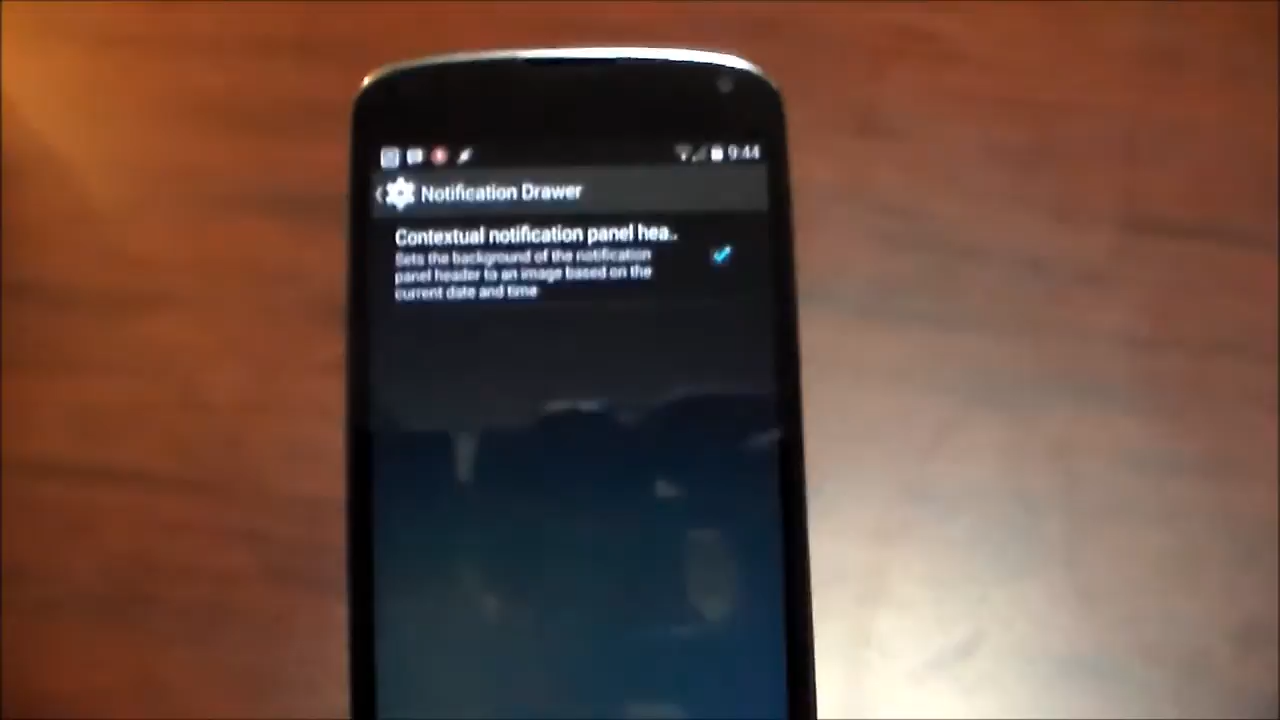 9:44
Notification Drawer
Contextual notification panel hea..
Sets the background of the notification
panel header to an image based on the
current date and time